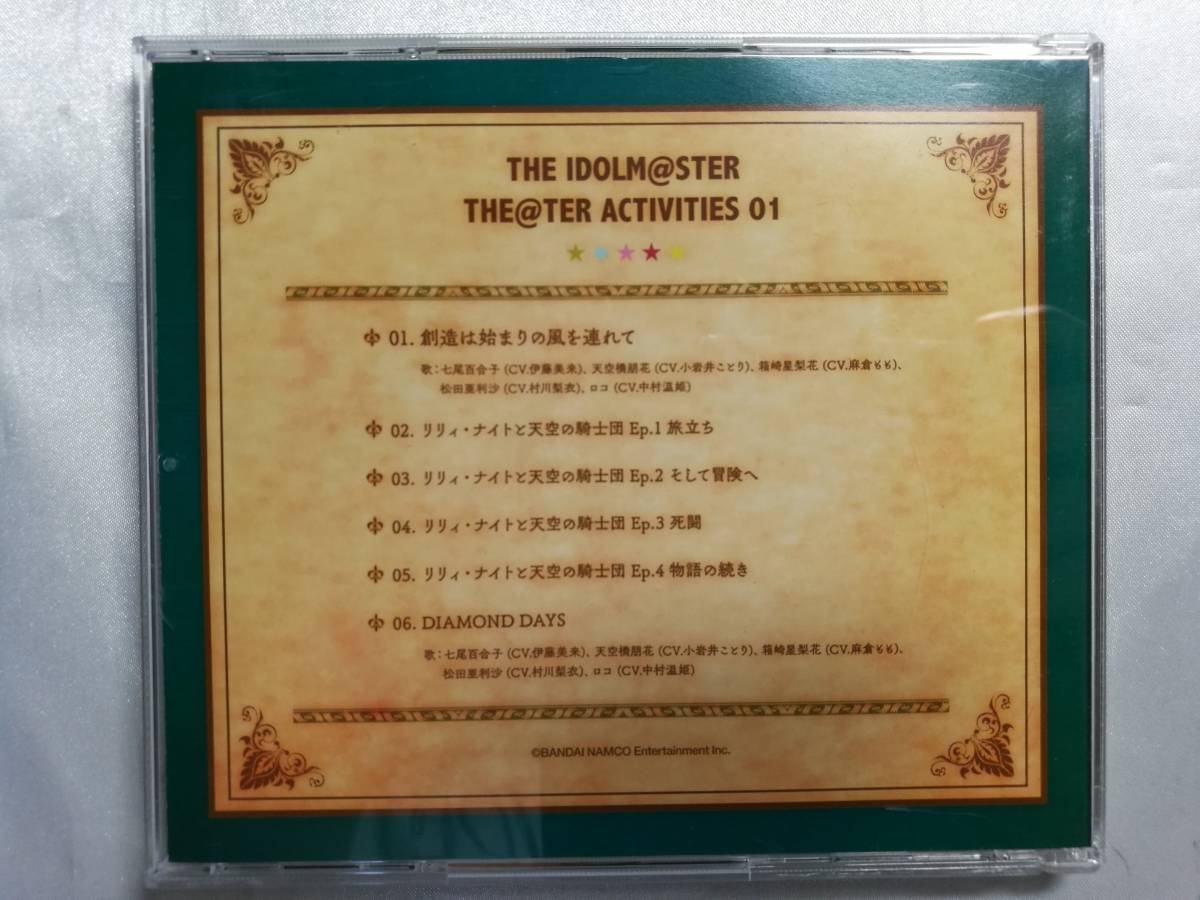 THE IDOLM@STER
THE@TER ACTIVITIES 01
01. 創造は始まりの風を連れて
歌:七尾百合子 (CV.伊藤美来)、天空橋朋花 (CV.小岩井ことり)、箱崎星梨花 (CV.麻倉もも)、
松田亜利沙 (CV.村川梨衣)、ロコ (CV.中村温姫)
02. リリィ・ナイトと天空の騎士団 Ep.1 旅立ち
03. リリィ・ナイトと天空の騎士団 Ep.2 そして冒険へ
04. リリィ・ナイトと天空の騎士団 Ep.3 死闘
05. リリィ・ナイトと天空の騎士団 Ep.4 物語の続き
06. DIAMOND DAYS
歌:七尾百合子 (CV.伊藤美来)、天空橋朋花 (CV.小岩井ことり)、箱崎星梨花 (CV.麻倉もも)、
松田亜利沙 (CV.村川梨衣)、ロコ (CV.中村温姫)
©BANDAI NAMCO Entertainment Inc.